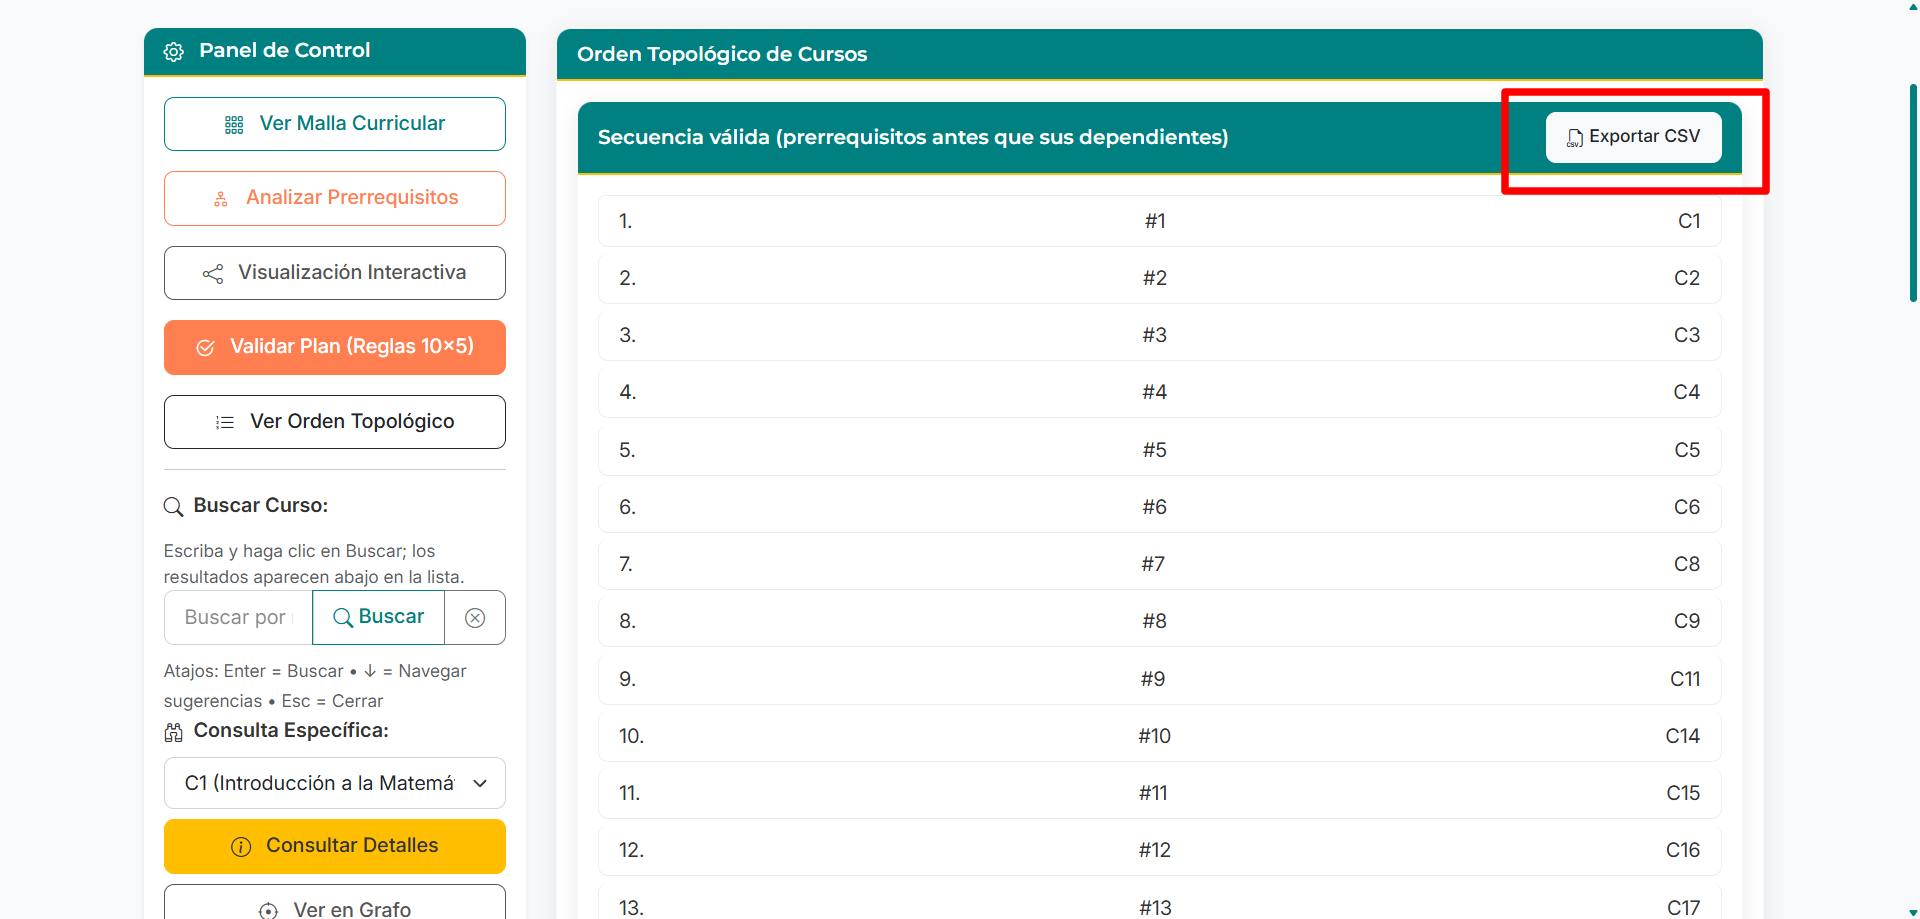 Panel de Control
Ver Malla Curricular
Analizar Prerrequisitos
Visualización Interactiva
Validar Plan (Reglas 10×5)
Ver Orden Topológico
Buscar Curso:
Escriba y haga clic en Buscar; los
resultados aparecen abajo en la lista.
Buscar por
Buscar
Atajos: Enter = Buscar • ↓ = Navegar
sugerencias • Esc = Cerrar
Consulta Específica:
C1 (Introducción a la Matemá
Consultar Detalles
Ver en Grafo
Orden Topológico de Cursos
Secuencia válida (prerrequisitos antes que sus dependientes)
CSV Exportar CSV
1. #1 C1
2. #2 C2
3. #3 C3
4. #4 C4
5. #5 C5
6. #6 C6
7. #7 C8
8. #8 C9
9. #9 C11
10. #10 C14
11. #11 C15
12. #12 C16
13. #13 C17